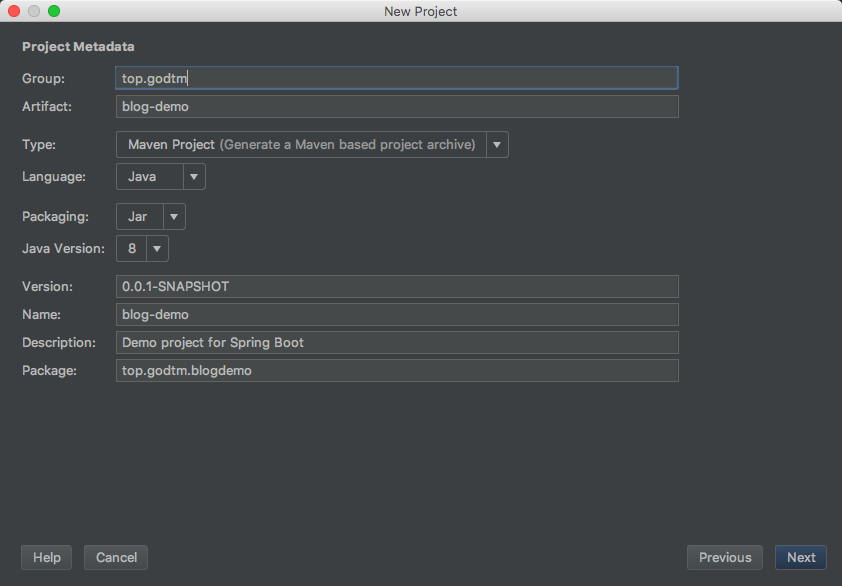 New Project
Project Metadata
Group: top.godtm
Artifact: blog-demo
Type: Maven Project (Generate a Maven based project archive)
Language: Java
Packaging: Jar
Java Version: 8
Version: 0.0.1-SNAPSHOT
Name: blog-demo
Description: Demo project for Spring Boot
Package: top.godtm.blogdemo
Help Cancel Previous Next